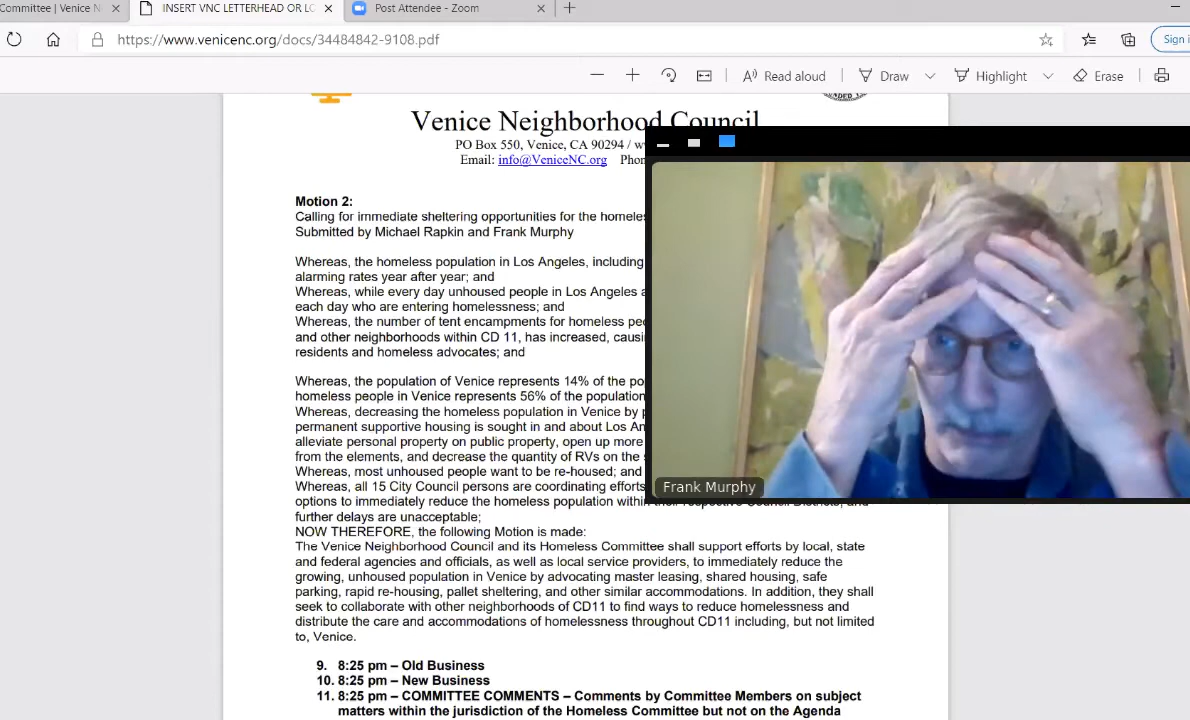 Committee | Venice N
INSERT VNC LETTERHEAD OR LO
Post Attendee - Zoom
https://www.venicenc.org/docs/34484842-9108.pdf
Sign i
Read aloud
Draw
Highlight
Erase
Venice Neighborhood Council
PO Box 550, Venice, CA 90294 / w
Email: info@VeniceNC.org Phon
Motion 2:
Calling for immediate sheltering opportunities for the homeles
Submitted by Michael Rapkin and Frank Murphy
Whereas, the homeless population in Los Angeles, including
alarming rates year after year; and
Whereas, while every day unhoused people in Los Angeles a
each day who are entering homelessness; and
Whereas, the number of tent encampments for homeless peo
and other neighborhoods within CD 11, has increased, causi
residents and homeless advocates; and
Whereas, the population of Venice represents 14% of the po
homeless people in Venice represents 56% of the population
Whereas, decreasing the homeless population in Venice by p
permanent supportive housing is sought in and about Los An
alleviate personal property on public property, open up more
from the elements, and decrease the quantity of RVs on the s
Whereas, most unhoused people want to be re-housed; and
Whereas, all 15 City Council persons are coordinating efforts
options to immediately reduce the homeless population within their respective Council Districts; and
further delays are unacceptable;
NOW THEREFORE, the following Motion is made:
The Venice Neighborhood Council and its Homeless Committee shall support efforts by local, state
and federal agencies and officials, as well as local service providers, to immediately reduce the
growing, unhoused population in Venice by advocating master leasing, shared housing, safe
parking, rapid re-housing, pallet sheltering, and other similar accommodations. In addition, they shall
seek to collaborate with other neighborhoods of CD11 to find ways to reduce homelessness and
distribute the care and accommodations of homelessness throughout CD11 including, but not limited
to, Venice.
9. 8:25 pm – Old Business
10. 8:25 pm – New Business
11. 8:25 pm – COMMITTEE COMMENTS – Comments by Committee Members on subject
matters within the jurisdiction of the Homeless Committee but not on the Agenda
Frank Murphy